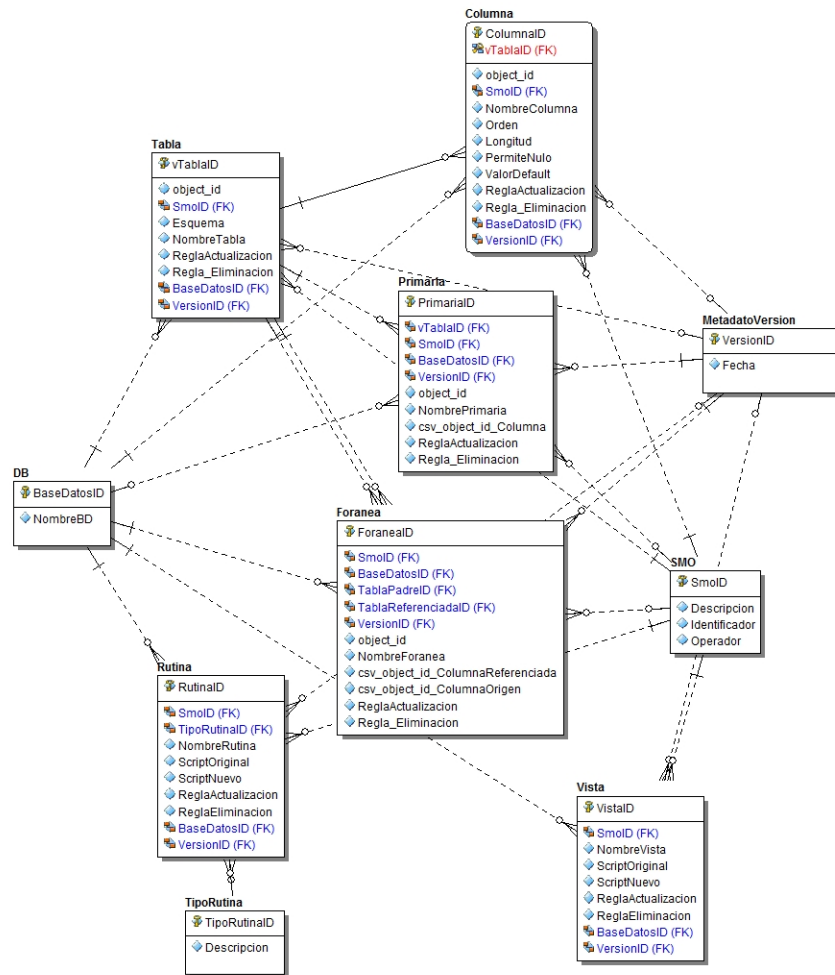 Columna
ColumnaID
vTablaID (FK)
object_id
SmoID (FK)
NombreColumna
Orden
Longitud
PermiteNulo
ValorDefault
ReglaActualizacion
Regla_Eliminacion
BaseDatosID (FK)
VersionID (FK)
Tabla
vTablaID
object_id
SmoID (FK)
Esquema
NombreTabla
ReglaActualizacion
Regla_Eliminacion
BaseDatosID (FK)
VersionID (FK)
Primaria
PrimariaID
vTablaID (FK)
SmoID (FK)
BaseDatosID (FK)
VersionID (FK)
object_id
NombrePrimaria
csv_object_id_Columna
ReglaActualizacion
Regla_Eliminacion
MetadatoVersion
VersionID
Fecha
DB
BaseDatosID
NombreBD
Foranea
ForaneaID
SmoID (FK)
BaseDatosID (FK)
TablaPadreID (FK)
TablaReferenciadaID (FK)
VersionID (FK)
object_id
NombreForanea
csv_object_id_ColumnaReferenciada
csv_object_id_ColumnaOrigen
ReglaActualizacion
Regla_Eliminacion
SMO
SmoID
Descripcion
Identificador
Operador
Rutina
RutinaID
SmoID (FK)
TipoRutinaID (FK)
NombreRutina
ScriptOriginal
ScriptNuevo
ReglaActualizacion
ReglaEliminacion
BaseDatosID (FK)
VersionID (FK)
Vista
VistaID
SmoID (FK)
NombreVista
ScriptOriginal
ScriptNuevo
ReglaActualizacion
ReglaEliminacion
BaseDatosID (FK)
VersionID (FK)
TipoRutina
TipoRutinaID
Descripcion